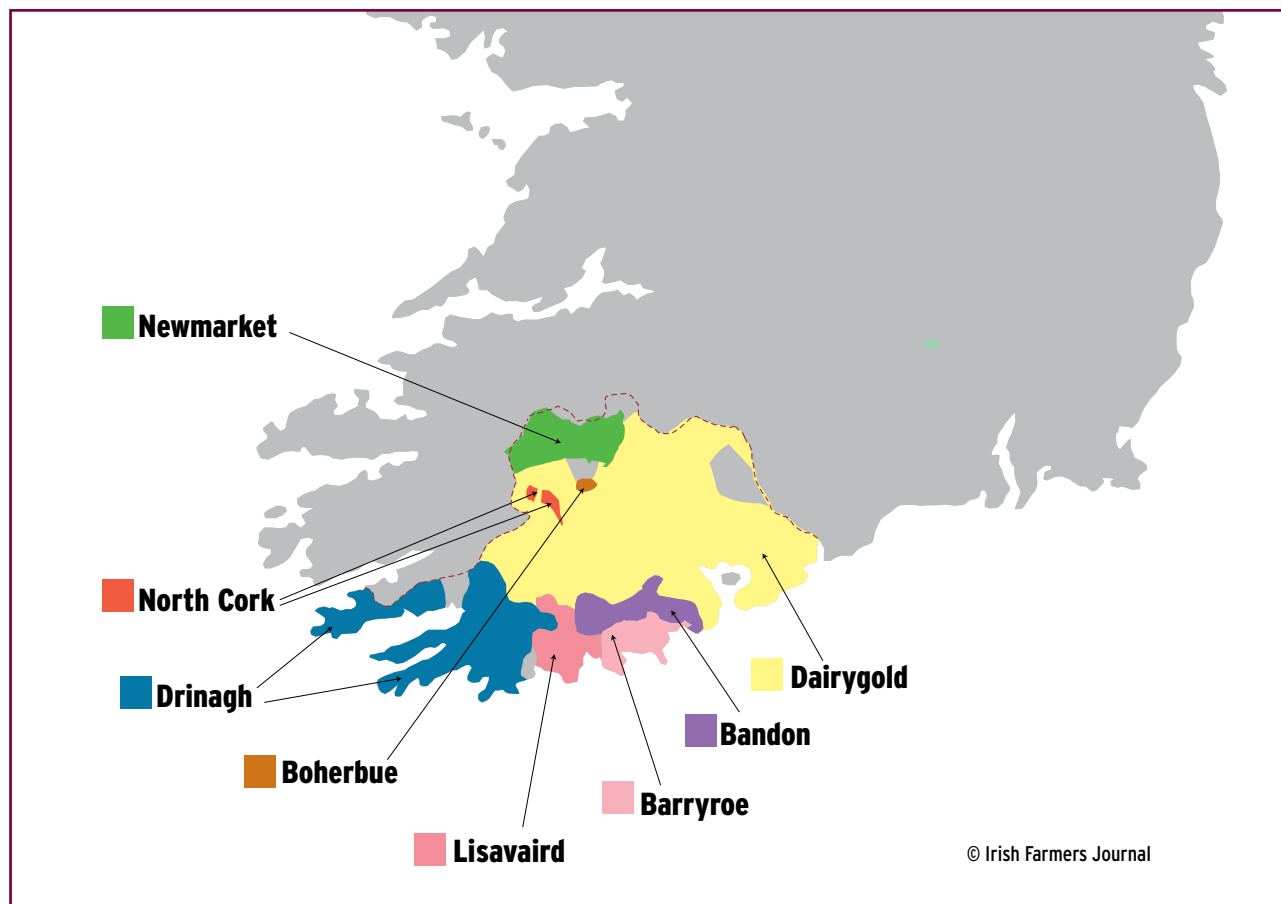 Newmarket
North Cork
Drinagh
Dairygold
Bandon
Boherbue
Barryroe
Lisavaird
© Irish Farmers Journal